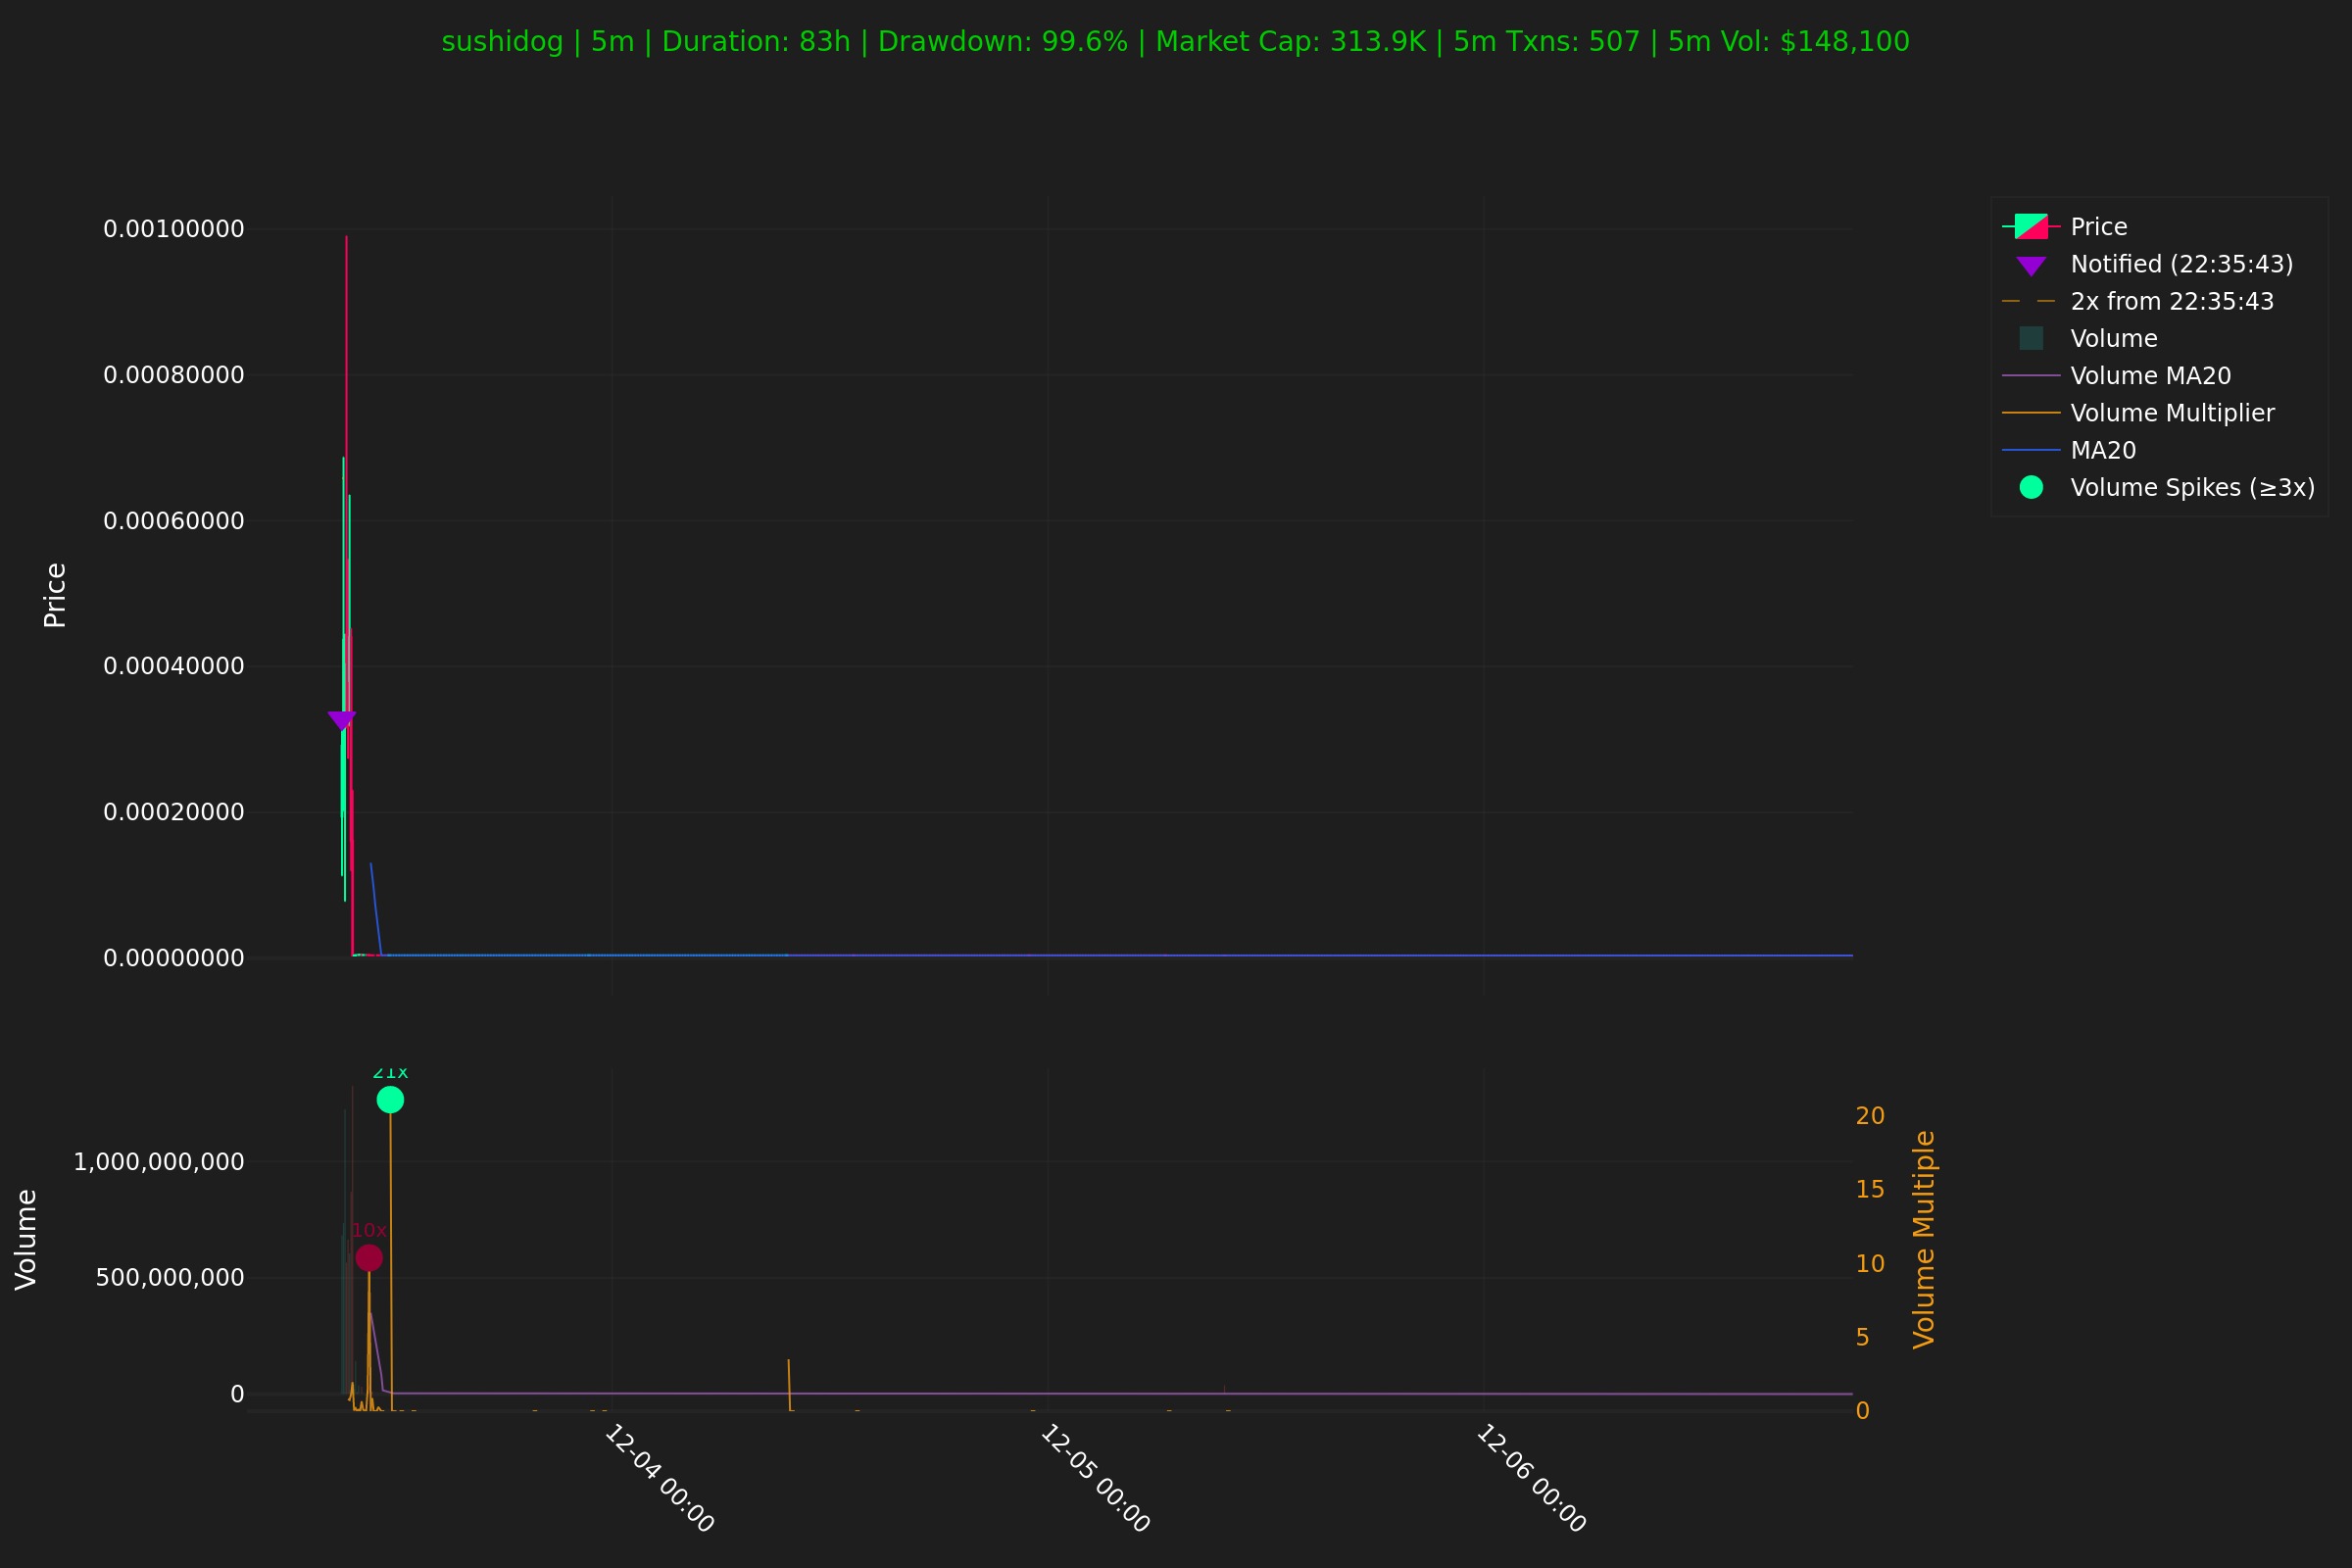 sushidog | 5m | Duration: 83h | Drawdown: 99.6% | Market Cap: 313.9K | 5m Txns: 507 | 5m Vol: $148,100
Price
0.00100000
0.00080000
0.00060000
0.00040000
0.00020000
0.00000000
Price
Notified (22:35:43)
2x from 22:35:43
Volume
Volume MA20
Volume Multiplier
MA20
Volume Spikes (≥3x)
Volume
1,000,000,000
500,000,000
0
21x
10x
20
15
10
5
0
Volume Multiple
12-04 00:00
12-05 00:00
12-06 00:00